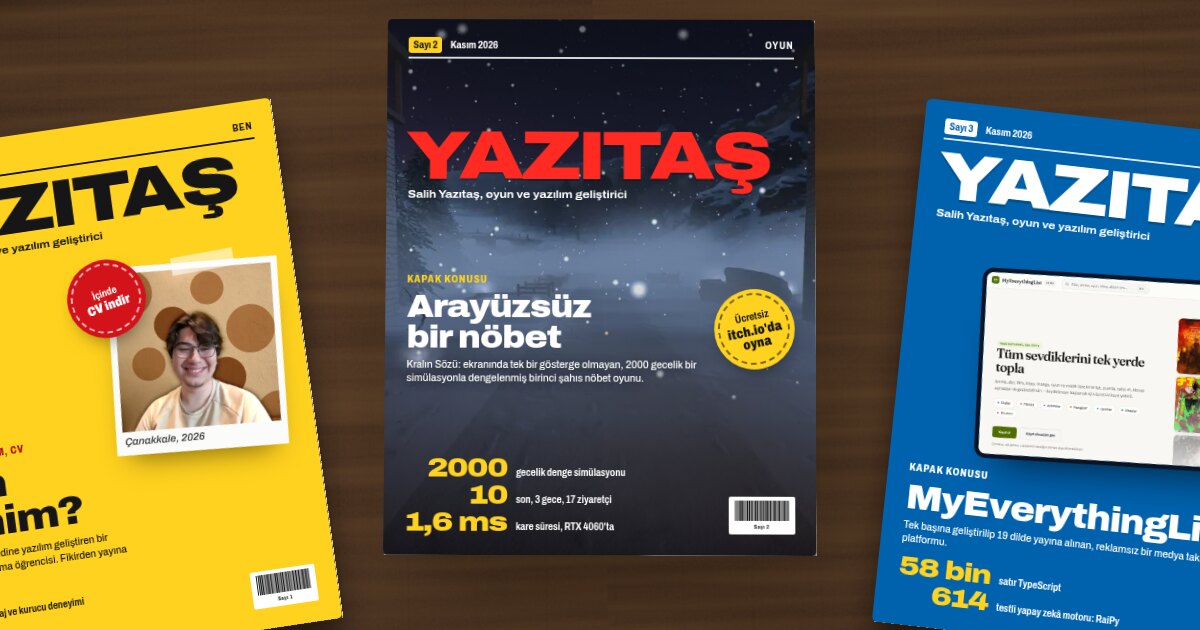 BEN
ZITAŞ
ve yazılım geliştirici
İçinde
CV indir
Çanakkale, 2026
M, CV
nim?
dine yazılım geliştiren bir
ma öğrencisi. Fikirden yayına
aj ve kurucu deneyimi
Sayı 1
Sayı 2 Kasım 2026 OYUN
YAZITAŞ
Salih Yazıtaş, oyun ve yazılım geliştirici
KAPAK KONUSU
Arayüzsüz
bir nöbet
Kralın Sözü: ekranında tek bir gösterge olmayan, 2000 gecelik bir
simülasyonla dengelenmiş birinci şahıs nöbet oyunu.
Ücretsiz
itch.io'da
oyna
2000 gecelik denge simülasyonu
10 son, 3 gece, 17 ziyaretçi
1,6 ms kare süresi, RTX 4060'ta
Sayı 2
Sayı 3 Kasım 2026
YAZITA
Salih Yazıtaş, oyun ve yazılım geliştirici
MyEverythingList
Tüm sevdiklerini tek yerde
topla
KAPAK KONUSU
MyEverythingLi
Tek başına geliştirilip 19 dilde yayına alınan, reklamsız bir medya tak
platformu.
58 bin satır TypeScript
614 testli yapay zekâ motoru: RaiPy